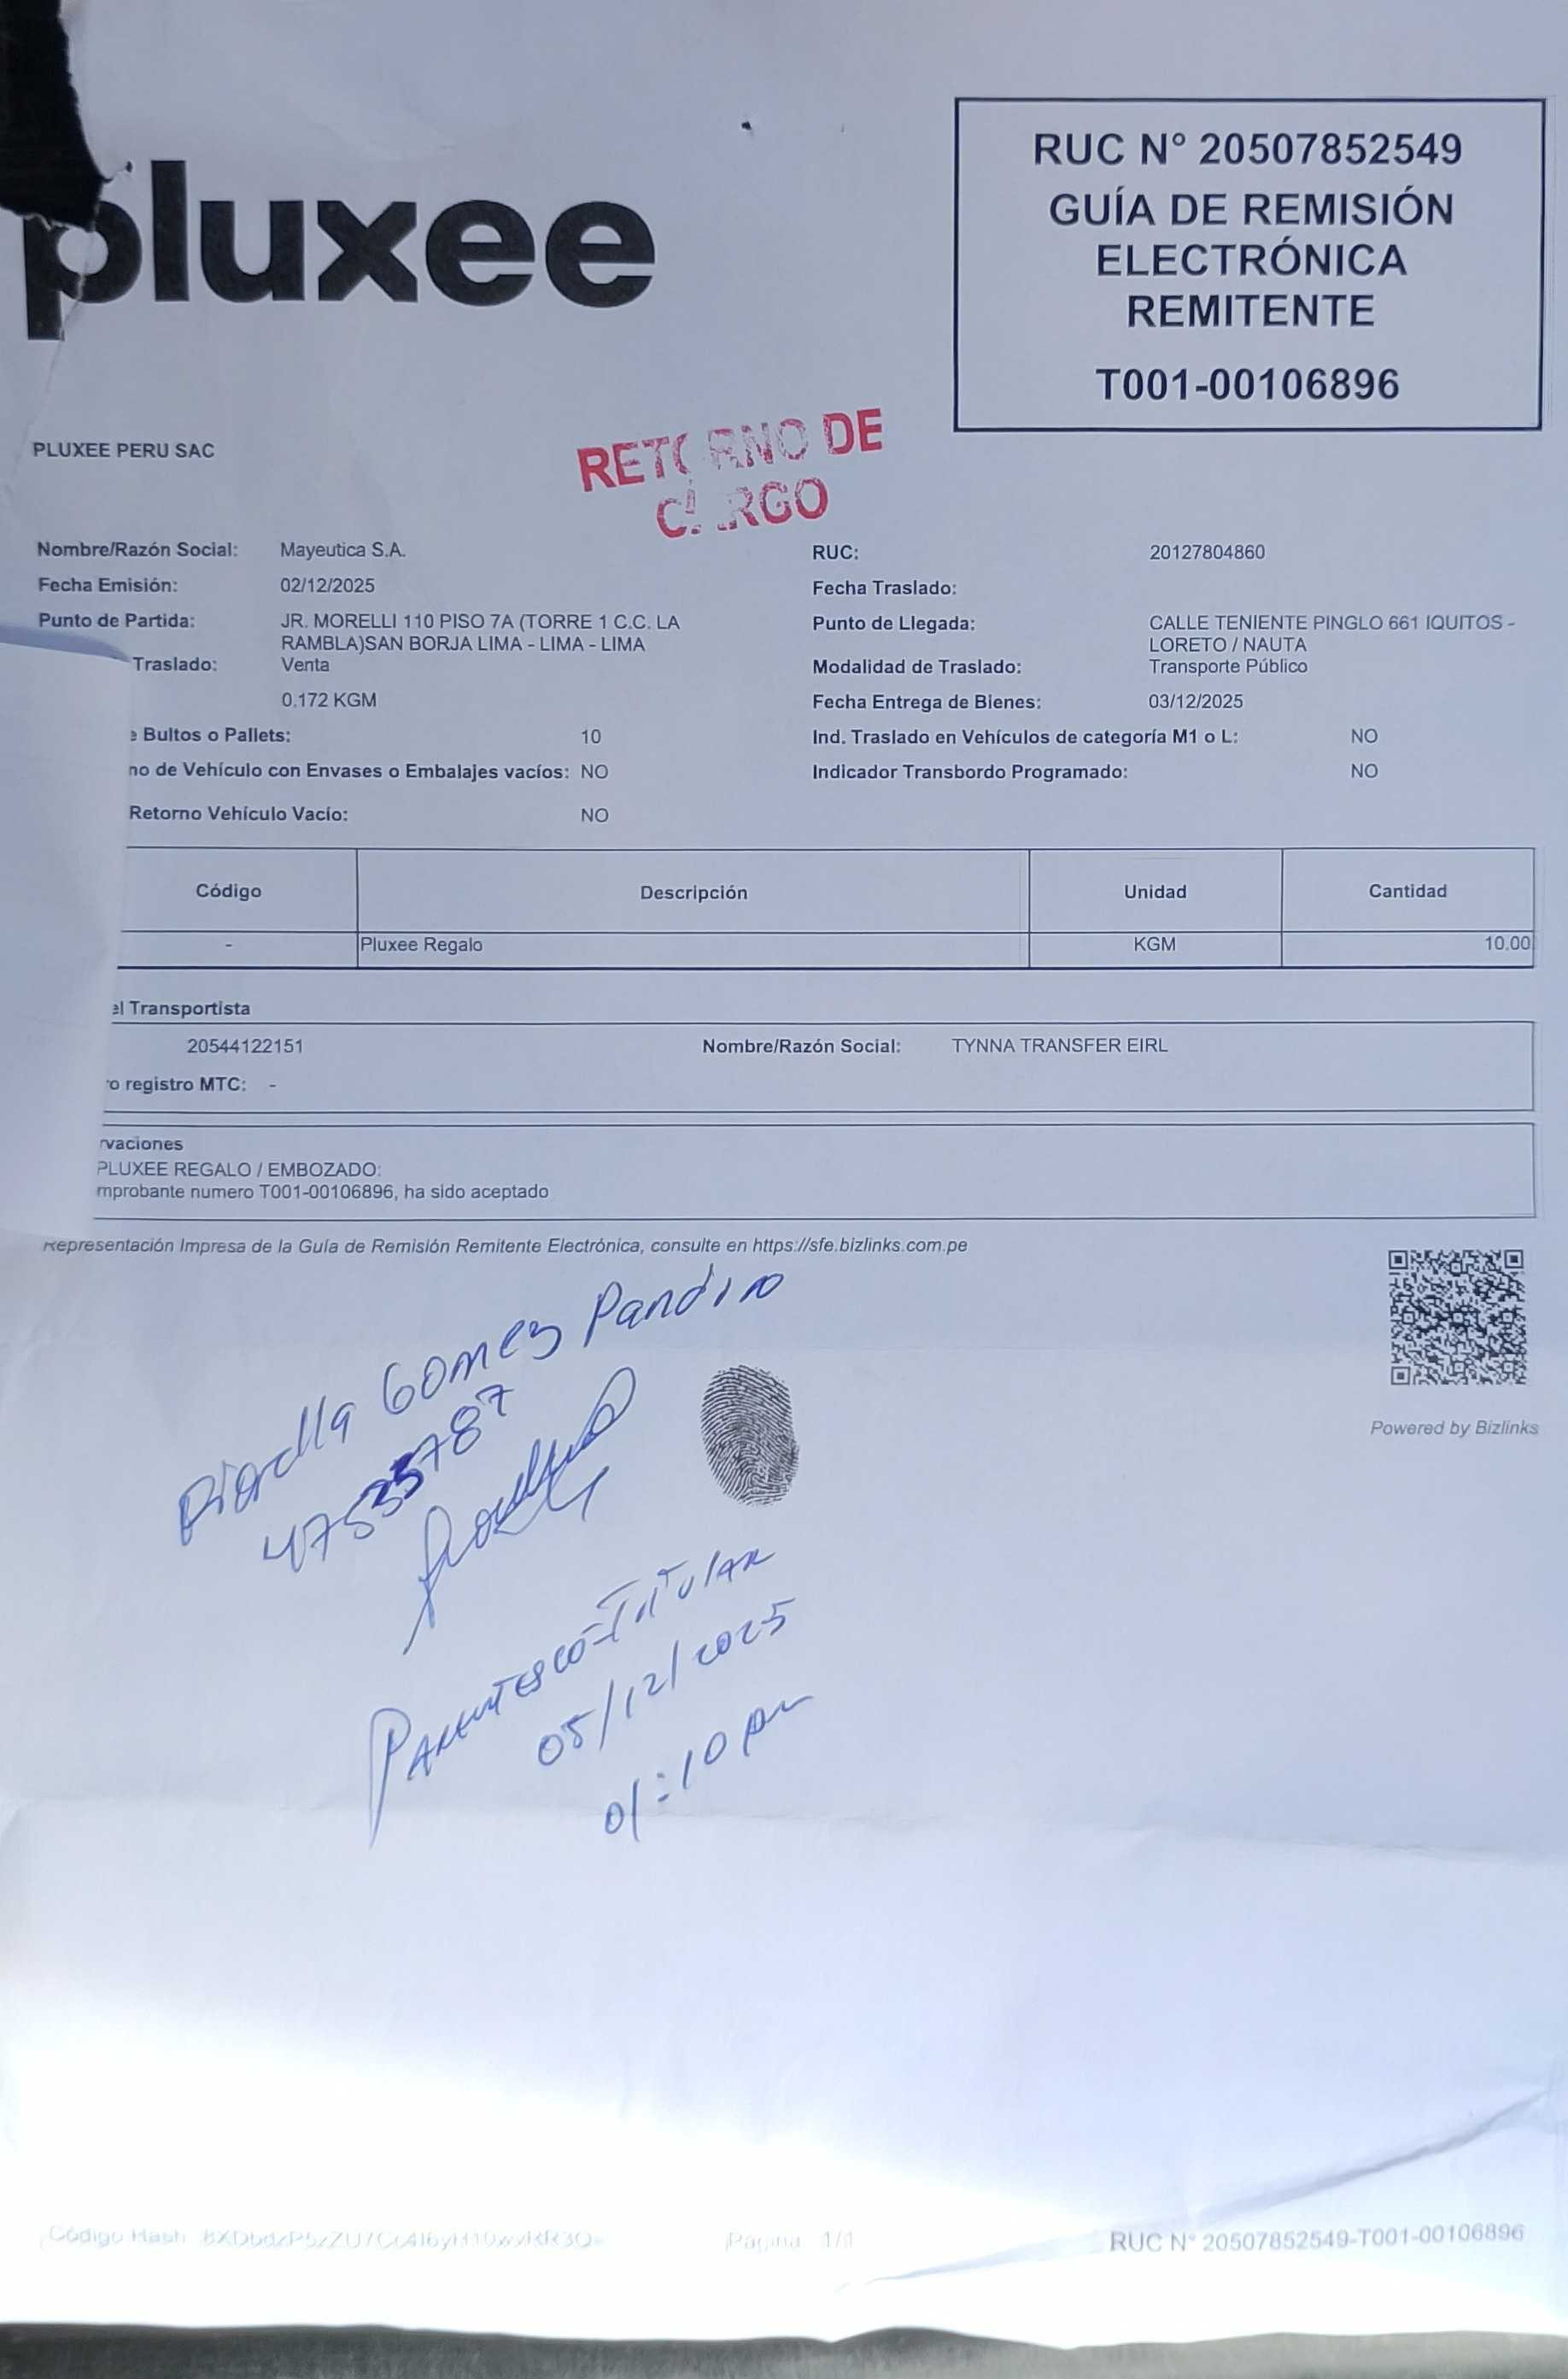 pluxee
RUC N° 20507852549
GUÍA DE REMISIÓN
ELECTRÓNICA
REMITENTE
T001-00106896
PLUXEE PERU SAC
RETORNO DE
CARGO
Nombre/Razón Social: Mayeutica S.A. RUC: 20127804860
Fecha Emisión: 02/12/2025 Fecha Traslado:
Punto de Partida: JR. MORELLI 110 PISO 7A (TORRE 1 C.C. LA Punto de Llegada: CALLE TENIENTE PINGLO 661 IQUITOS -
RAMBLA)SAN BORJA LIMA - LIMA - LIMA LORETO / NAUTA
Traslado: Venta Modalidad de Traslado: Transporte Público
0.172 KGM Fecha Entrega de Bienes: 03/12/2025
e Bultos o Pallets: 10 Ind. Traslado en Vehículos de categoría M1 o L: NO
no de Vehículo con Envases o Embalajes vacíos: NO Indicador Transbordo Programado: NO
Retorno Vehículo Vacío: NO
Código Descripción Unidad Cantidad
- Pluxee Regalo KGM 10.00
el Transportista
20544122151 Nombre/Razón Social: TYNNA TRANSFER EIRL
ro registro MTC: -
rvaciones
PLUXEE REGALO / EMBOZADO:
mprobante numero T001-00106896, ha sido aceptado
Representación Impresa de la Guía de Remisión Remitente Electrónica, consulte en https://sfe.bizlinks.com.pe
Powered by Bizlinks
Gomez Pandiro
PARENTESCO-TITULAR
05/12/2025
01:10 pm
Código Hash Página 1/1 RUC N° 20507852549-T001-00106896